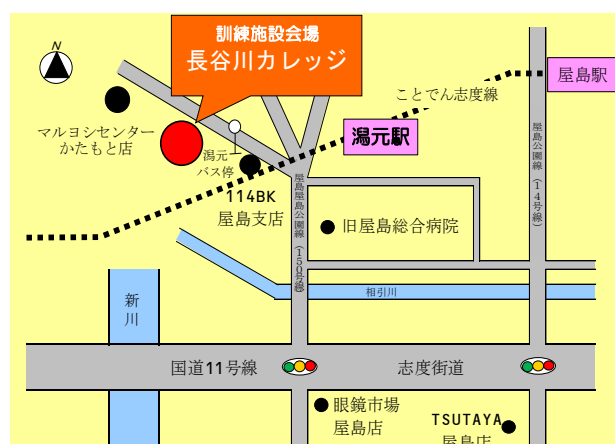 N
訓練施設会場
長谷川カレッジ
屋島駅
ことでん志度線
マルヨシセンター
かたもと店
潟元
バス停
潟元駅
屋島公園線（14号線）
114BK
屋島支店
旧屋島総合病院
屋島屋島公園線（150号線）
新
川
相引川
国道11号線
志度街道
眼鏡市場
屋島店
TSUTAYA
屋島店